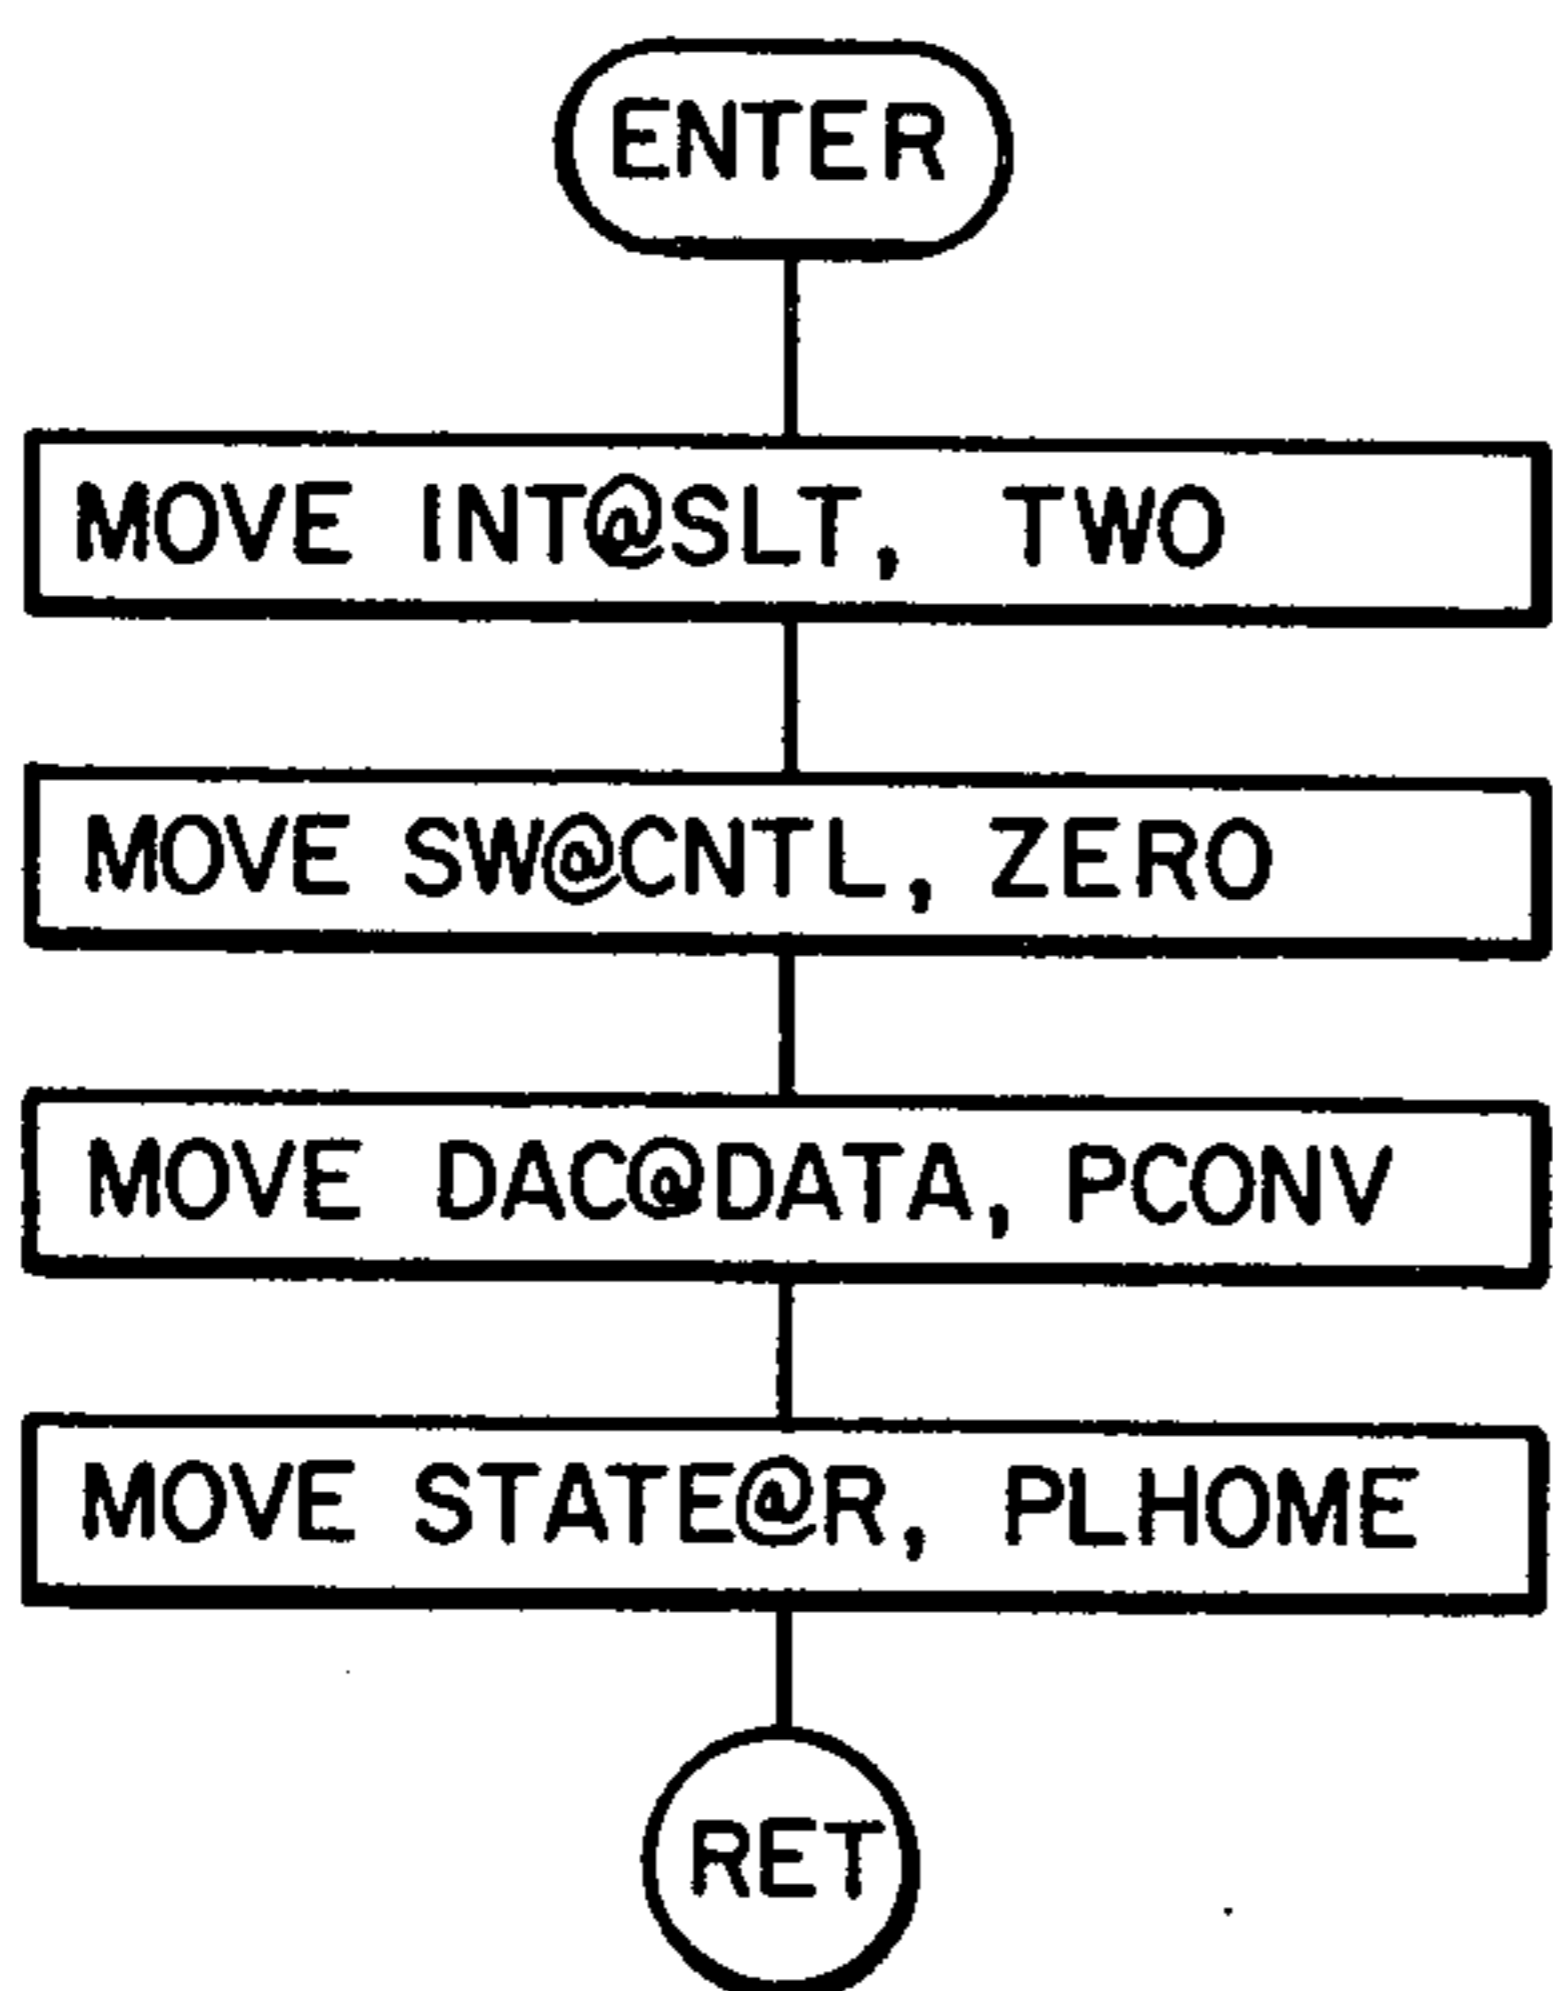 ENTER
MOVE INT@SLT, TWO
MOVE SW@CNTL, ZERO
MOVE DAC@DATA, PCONV
MOVE STATE@R, PLHOME
RET